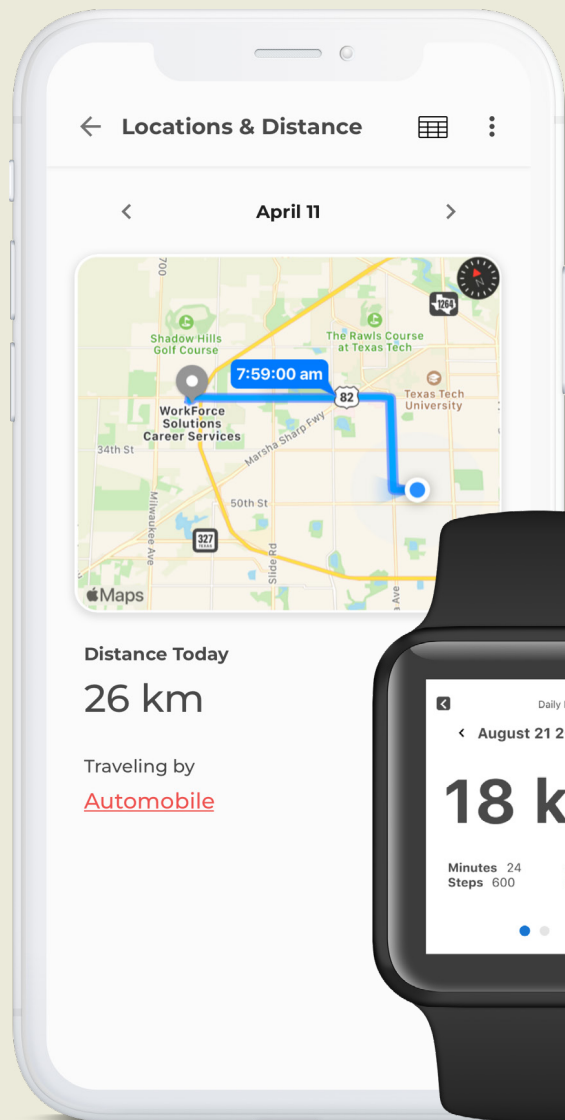 Locations & Distance
April 11
700
1264
Shadow Hills
Golf Course
The Rawls Course
at Texas Tech
7:59:00 am
82
Texas Tech
University
WorkForce
Solutions
Career Services
Marsha Sharp Fwy
34th St
Milwaukee Ave
50th St
327
TEXAS
Slide Rd
Ave
Maps
N
Distance Today
26 km
Traveling by
Automobile
Daily
August 21 2
18 k
Minutes 24
Steps 600